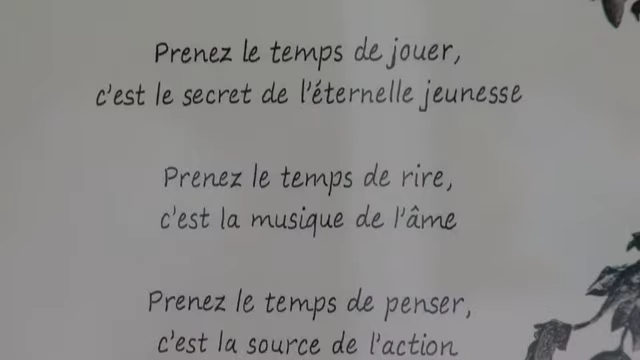 Prenez le temps de jouer,
c'est le secret de l'éternelle jeunesse
Prenez le temps de rire,
c'est la musique de l'âme
Prenez le temps de penser,
c'est la source de l'action